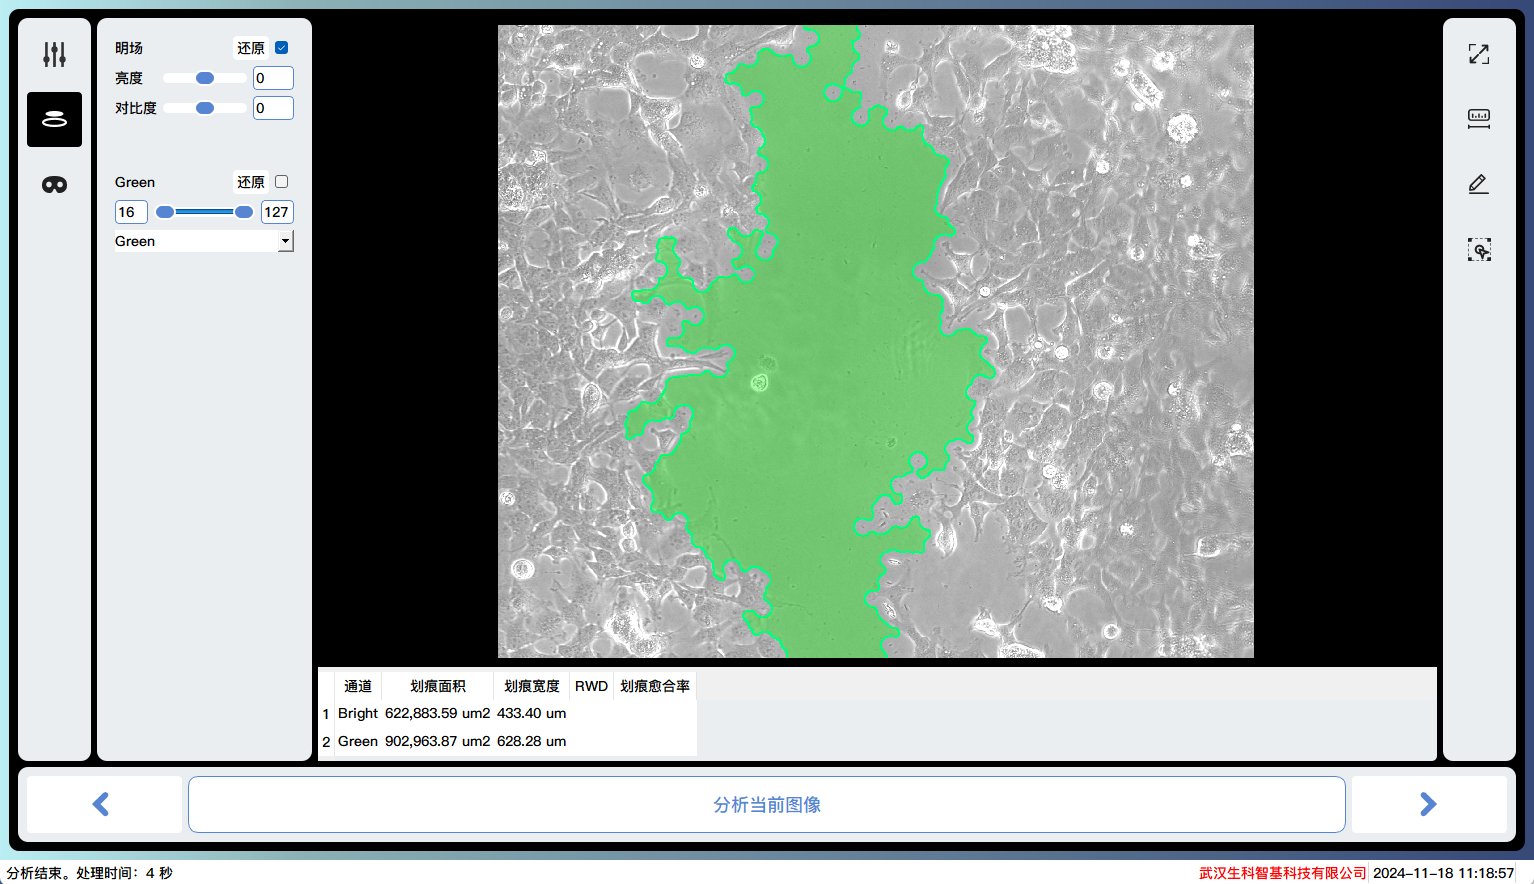 明场 还原
亮度 0
对比度 0
Green 还原
16 127
Green
通道 划痕面积 划痕宽度 RWD 划痕愈合率
1 Bright 622,883.59 um2 433.40 um
2 Green 902,963.87 um2 628.28 um
分析当前图像
分析结束。处理时间：4 秒 武汉生科智基科技有限公司 2024-11-18 11:18:57